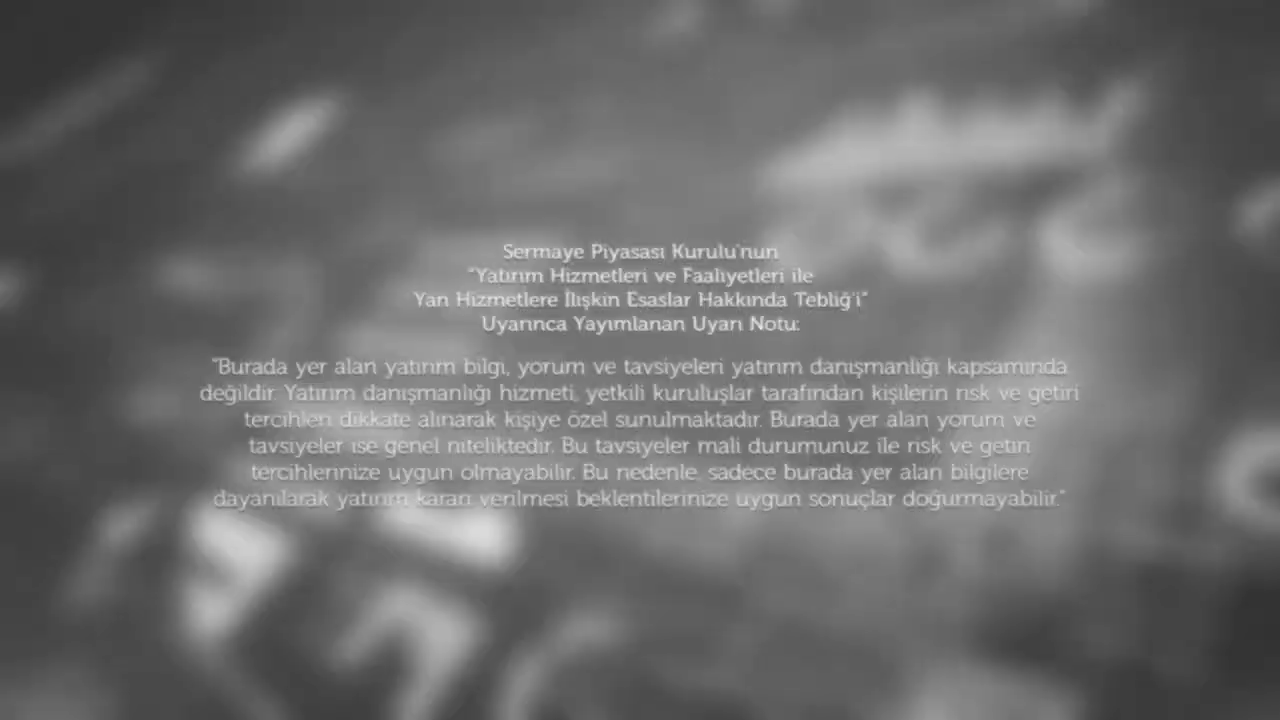 Sermaye Piyasası Kurulu'nun
"Yatırım Hizmetleri ve Faaliyetleri ile
Yan Hizmetlere İlişkin Esaslar Hakkında Tebliğ'i"
Uyarınca Yayımlanan Uyarı Notu:
"Burada yer alan yatırım bilgi, yorum ve tavsiyeleri yatırım danışmanlığı kapsamında
değildir. Yatırım danışmanlığı hizmeti, yetkili kuruluşlar tarafından kişilerin risk ve getiri
tercihleri dikkate alınarak kişiye özel sunulmaktadır. Burada yer alan yorum ve
tavsiyeler ise genel niteliktedir. Bu tavsiyeler mali durumunuz ile risk ve getiri
tercihlerinize uygun olmayabilir. Bu nedenle, sadece burada yer alan bilgilere
dayanılarak yatırım kararı verilmesi beklentilerinize uygun sonuçlar doğurmayabilir."